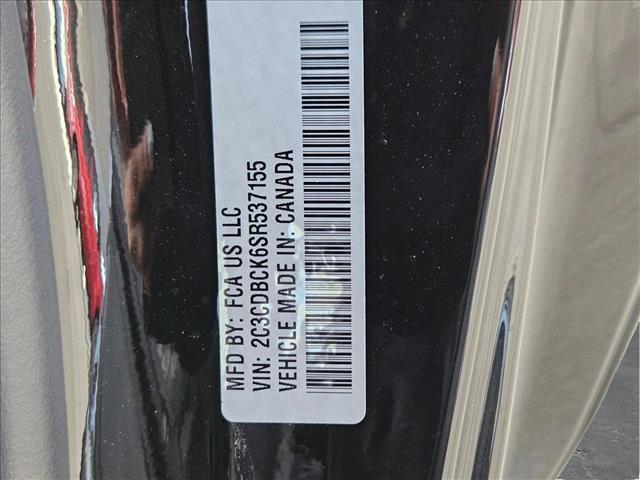 MFD BY: FCA US LLC
VIN: 2C3CDBCK6SR537155
VEHICLE MADE IN: CANADA